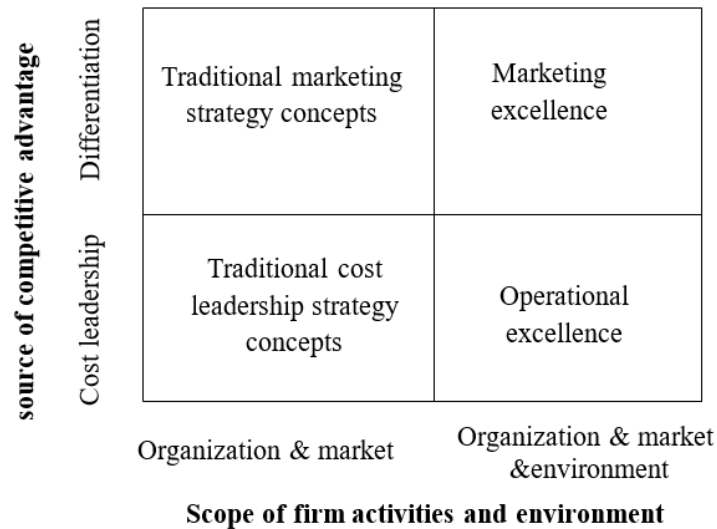 source of competitive advantage
Differentiation
Cost leadership
Traditional marketing
strategy concepts
Marketing
excellence
Traditional cost
leadership strategy
concepts
Operational
excellence
Organization & market
Organization & market
&environment
Scope of firm activities and environment